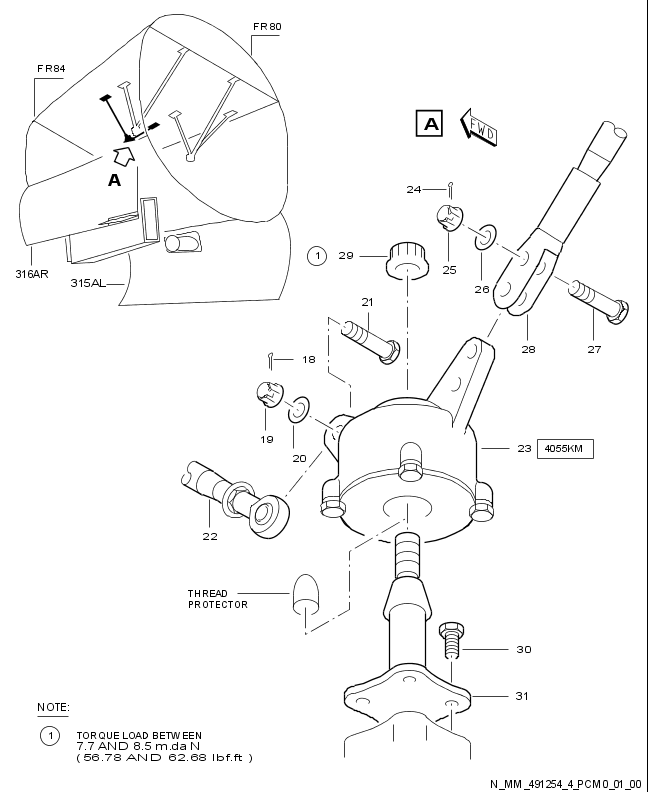 FR80
FR84
A
316AR
315AL
A
FWD
24
25
26
27
28
1
29
21
18
19
20
22
23
4055KM
THREAD
PROTECTOR
30
31
NOTE:
1
TORQUE LOAD BETWEEN
7.7 AND 8.5 m.da N
(56.78 AND 62.68 lbf.ft )
N_MM_491254_4_PCM0_01_00